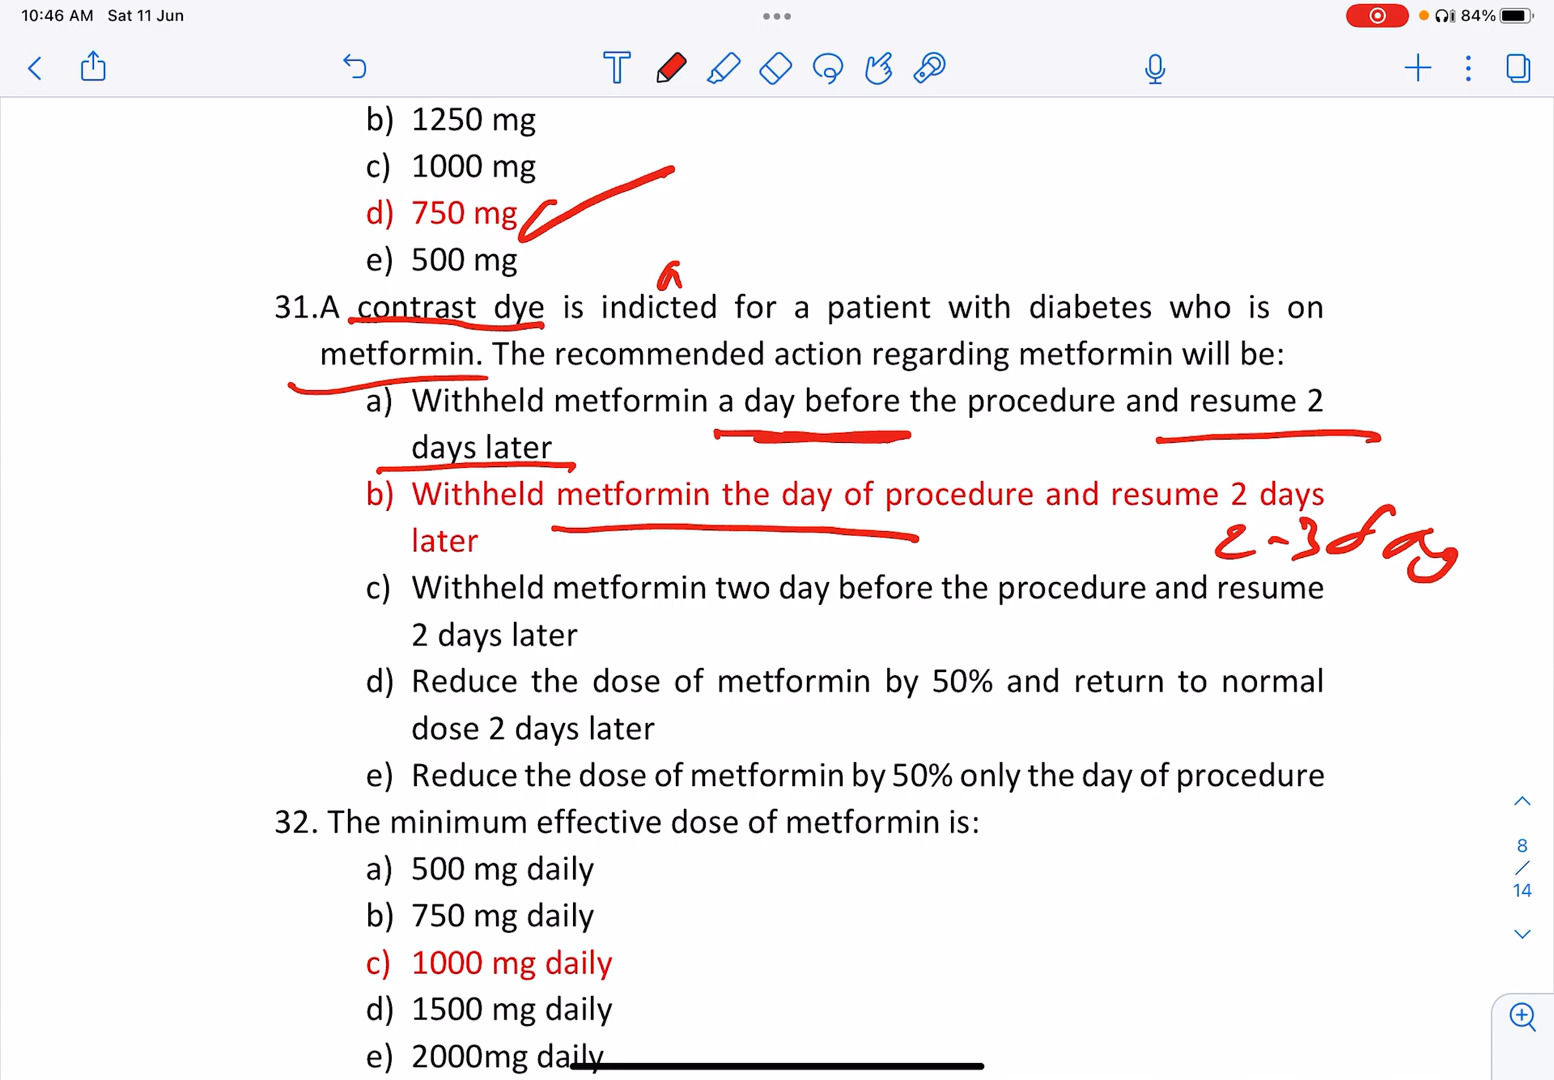 10:46 AM Sat 11 Jun
84%
b) 1250 mg
c) 1000 mg
d) 750 mg
e) 500 mg
a
31.A contrast dye is indicted for a patient with diabetes who is on
metformin. The recommended action regarding metformin will be:
a) Withheld metformin a day before the procedure and resume 2
days later
b) Withheld metformin the day of procedure and resume 2 days
later
2-3 day
c) Withheld metformin two day before the procedure and resume
2 days later
d) Reduce the dose of metformin by 50% and return to normal
dose 2 days later
e) Reduce the dose of metformin by 50% only the day of procedure
32. The minimum effective dose of metformin is:
a) 500 mg daily
b) 750 mg daily
c) 1000 mg daily
d) 1500 mg daily
e) 2000mg daily
8
/
14